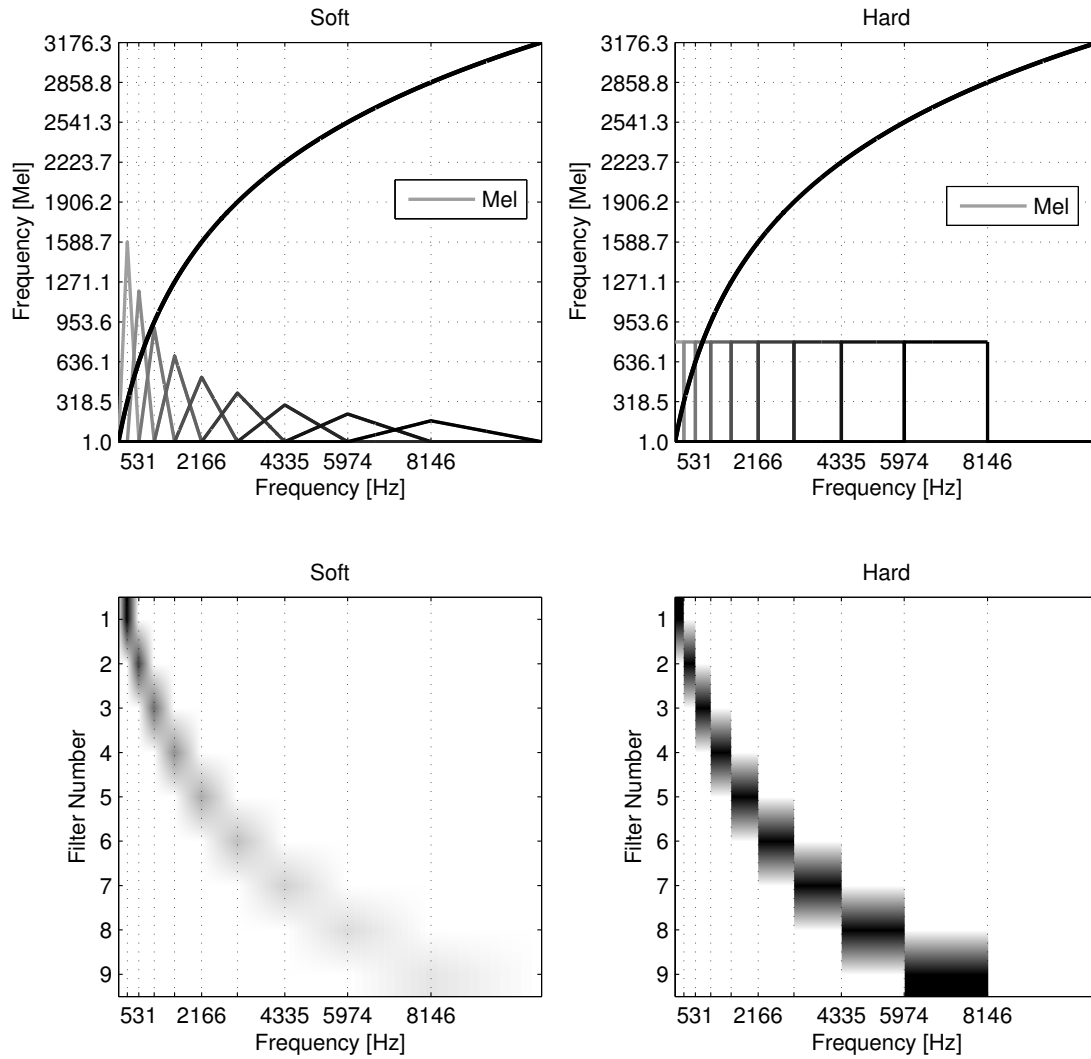 Soft
3176.3
2858.8
2541.3
2223.7
1906.2
1588.7
1271.1
953.6
636.1
318.5
1.0
Frequency [Mel]
Mel
531 2166 4335 5974 8146
Frequency [Hz]
Hard
3176.3
2858.8
2541.3
2223.7
1906.2
1588.7
1271.1
953.6
636.1
318.5
1.0
Frequency [Mel]
Mel
531 2166 4335 5974 8146
Frequency [Hz]
Soft
1
2
3
4
5
6
7
8
9
Filter Number
531 2166 4335 5974 8146
Frequency [Hz]
Hard
1
2
3
4
5
6
7
8
9
Filter Number
531 2166 4335 5974 8146
Frequency [Hz]